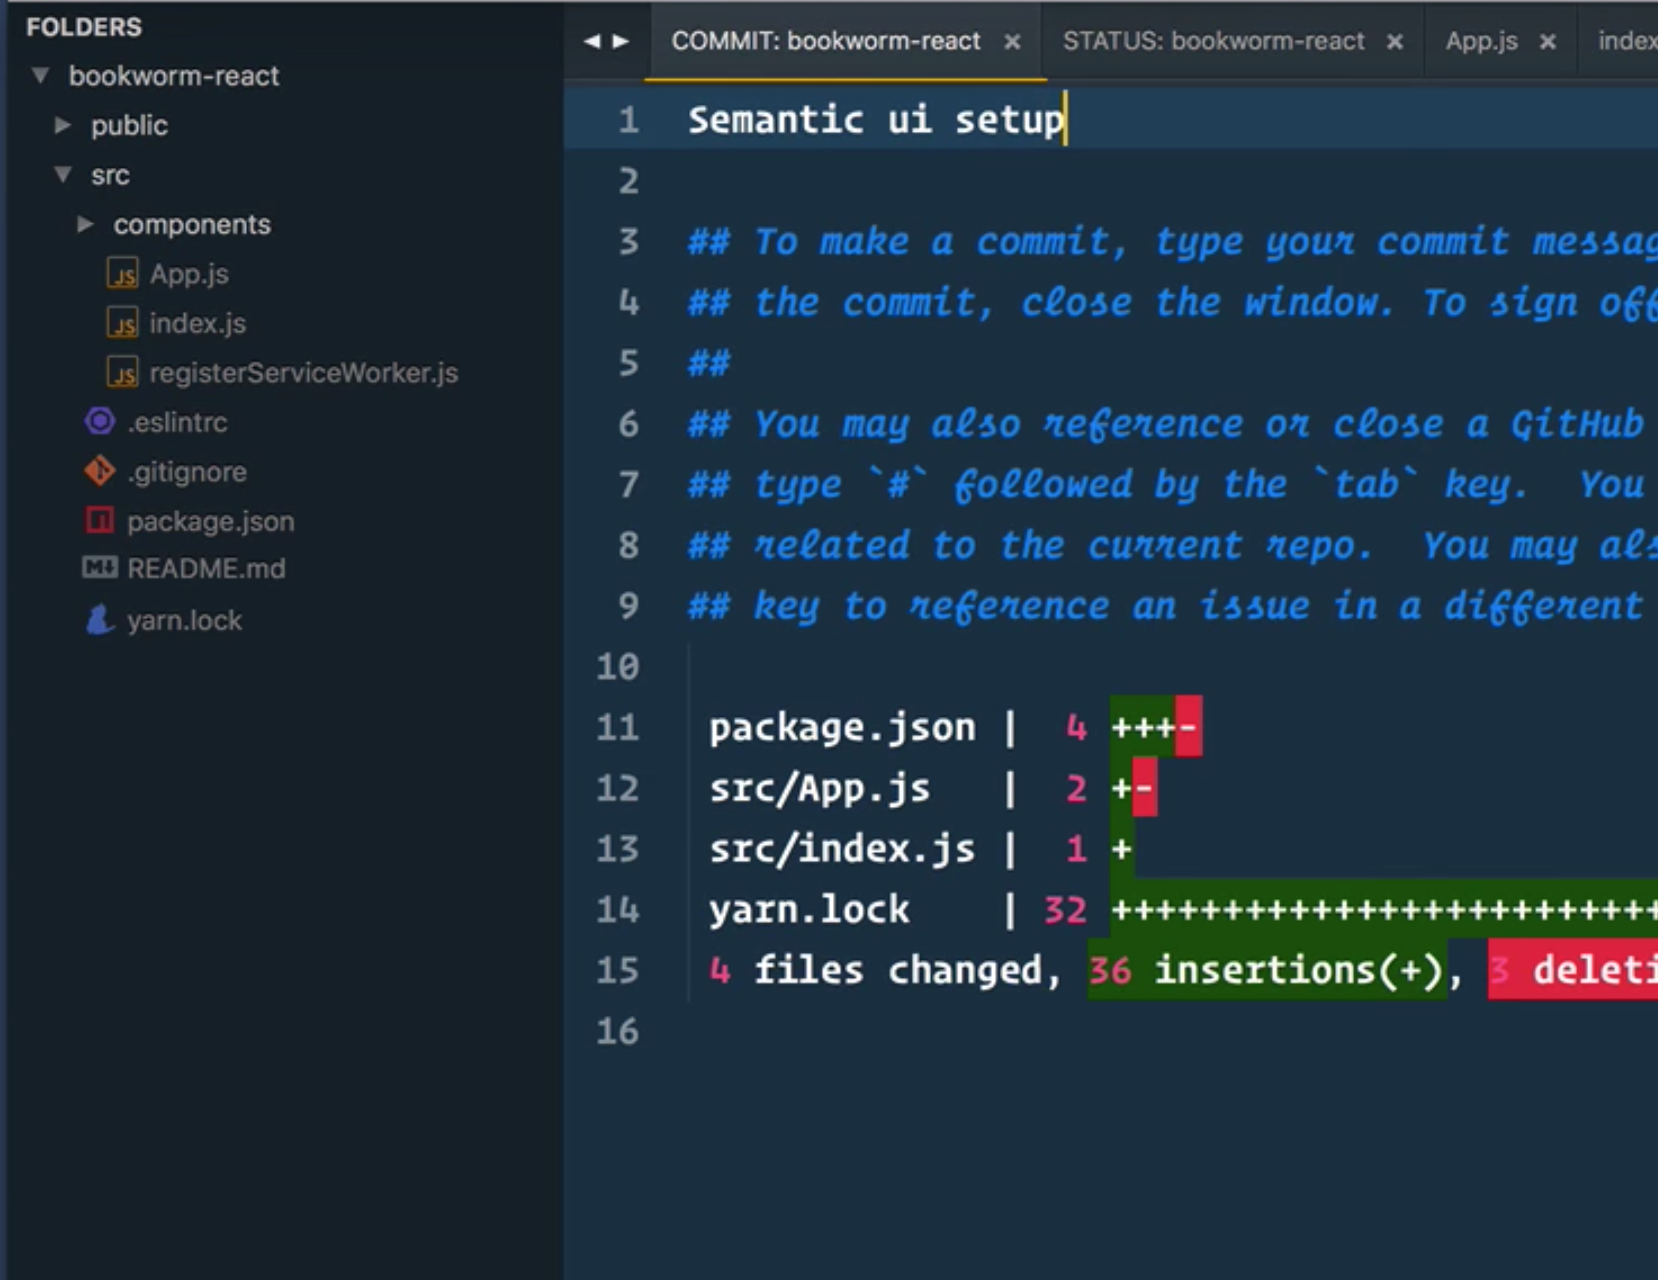 FOLDERS
bookworm-react
public
src
components
App.js
index.js
registerServiceWorker.js
.eslintrc
.gitignore
package.json
README.md
yarn.lock
COMMIT: bookworm-react × STATUS: bookworm-react × App.js × index
1 Semantic ui setup
2
3 ## To make a commit, type your commit messag
4 ## the commit, close the window. To sign off
5 ##
6 ## You may also reference or close a GitHub
7 ## type `#` followed by the `tab` key.  You
8 ## related to the current repo.  You may als
9 ## key to reference an issue in a different
10
11 package.json |  4 +++-
12 src/App.js   |  2 +-
13 src/index.js |  1 +
14 yarn.lock    | 32 +++++++++++++++++++++++++
15 4 files changed, 36 insertions(+), 3 deleti
16